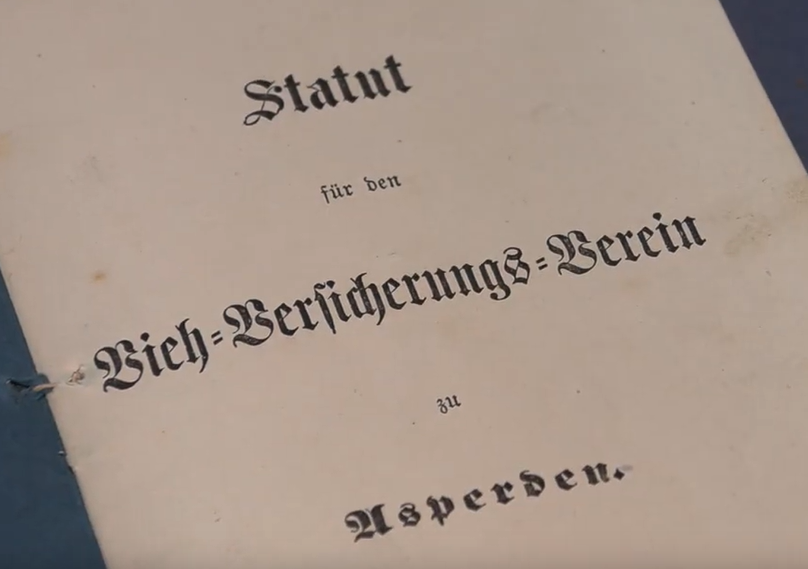 Statut
für den
Vieh=Verſicherungs=Verein
zu
Asperden.